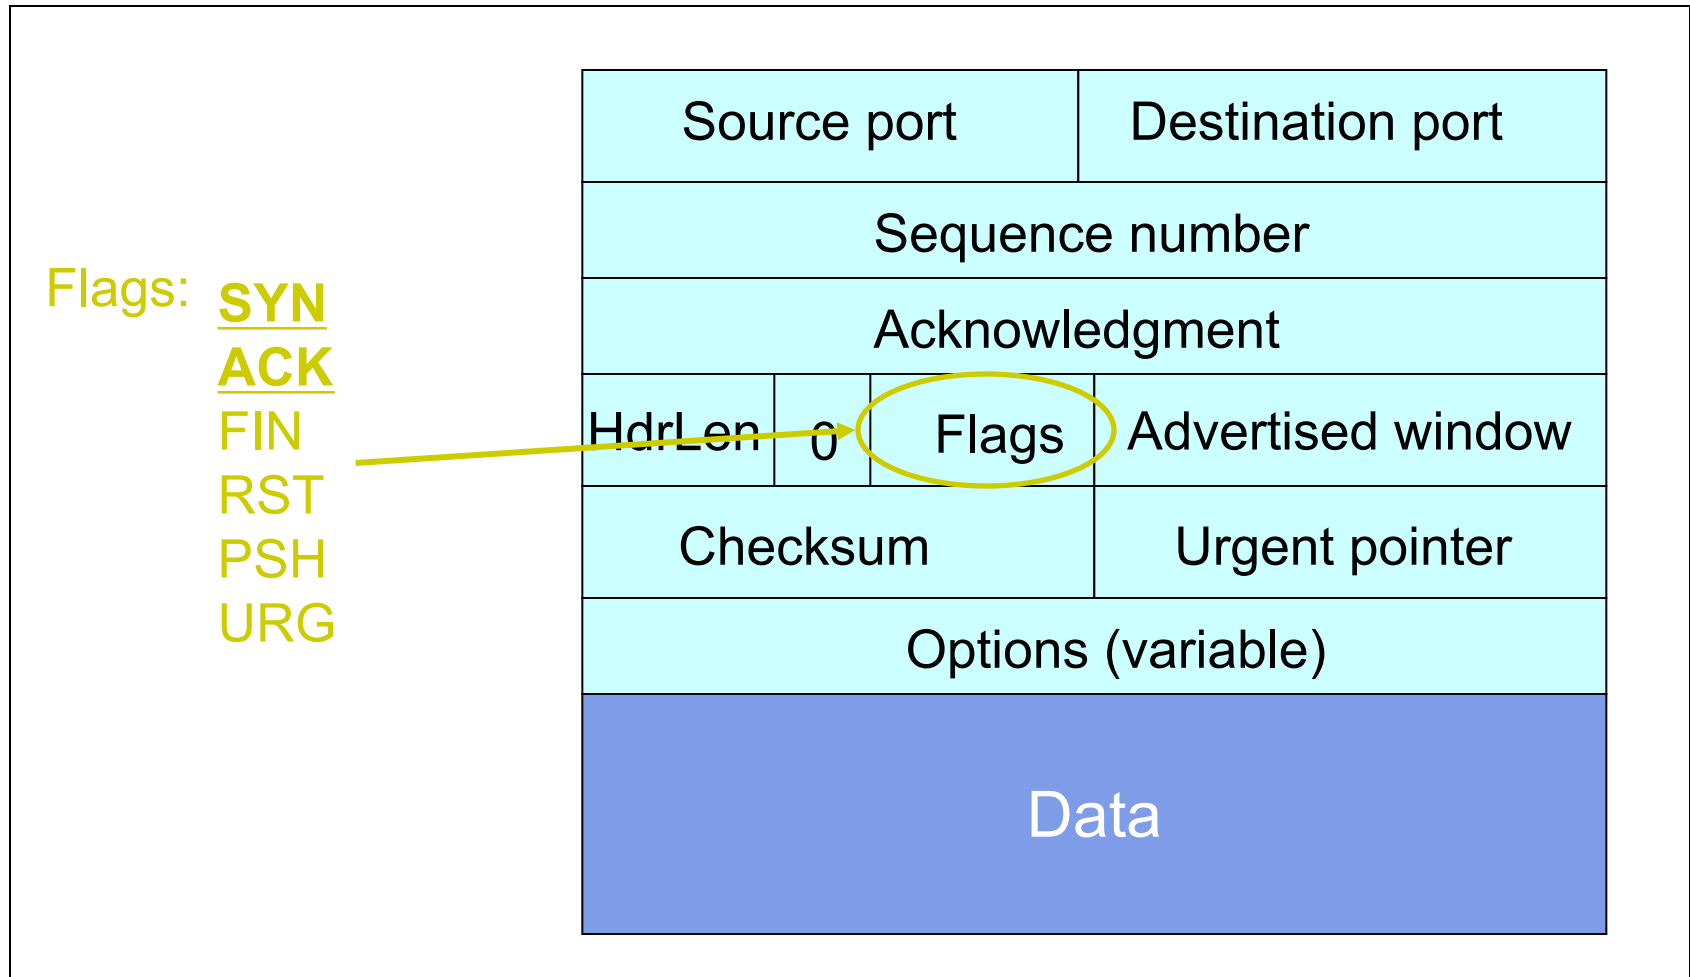 Source port Destination port
Sequence number
Flags: SYN
ACK
FIN
RST
PSH
URG
Acknowledgment
HdrLen 0 Flags Advertised window
Checksum Urgent pointer
Options (variable)
Data